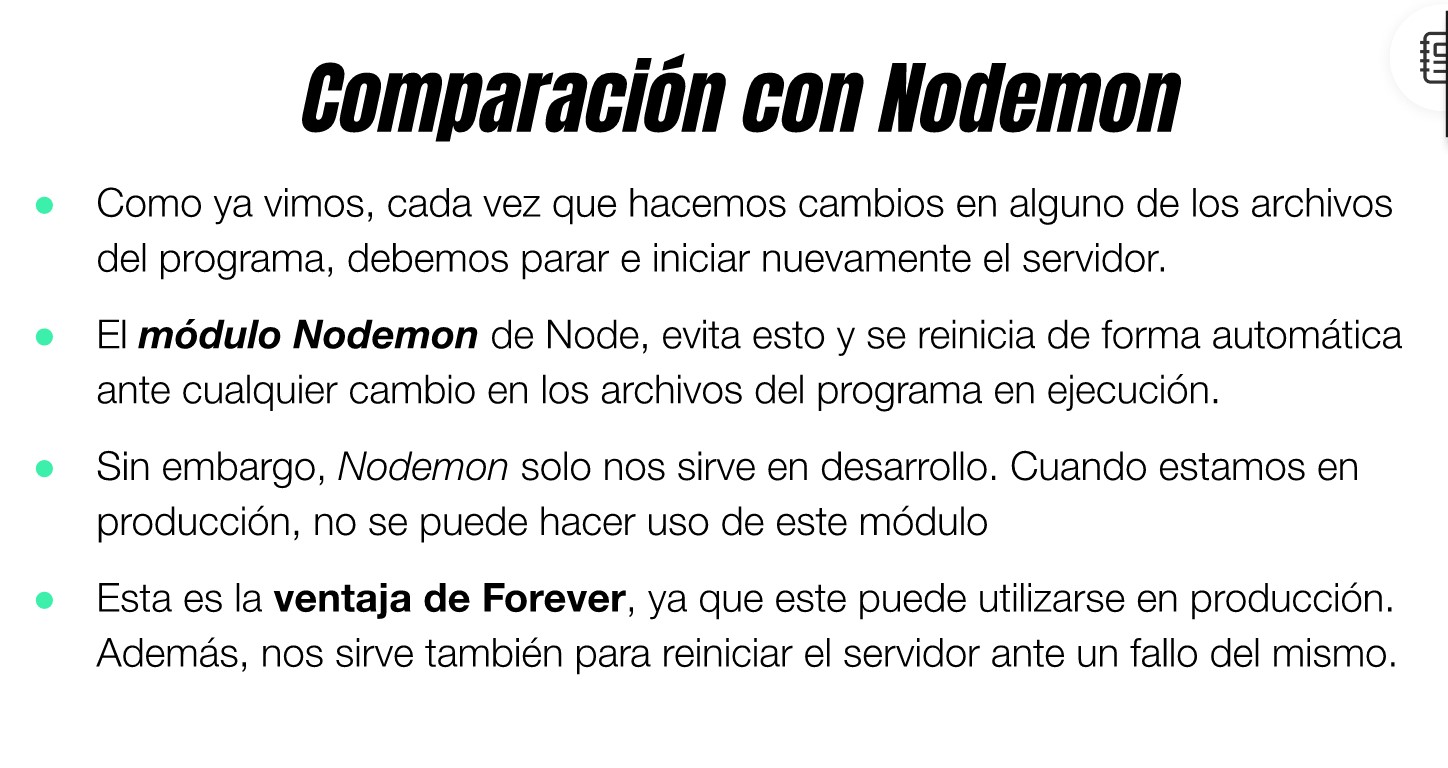 Comparación con Nodemon
● Como ya vimos, cada vez que hacemos cambios en alguno de los archivos
del programa, debemos parar e iniciar nuevamente el servidor.
● El módulo Nodemon de Node, evita esto y se reinicia de forma automática
ante cualquier cambio en los archivos del programa en ejecución.
● Sin embargo, Nodemon solo nos sirve en desarrollo. Cuando estamos en
producción, no se puede hacer uso de este módulo
● Esta es la ventaja de Forever, ya que este puede utilizarse en producción.
Además, nos sirve también para reiniciar el servidor ante un fallo del mismo.